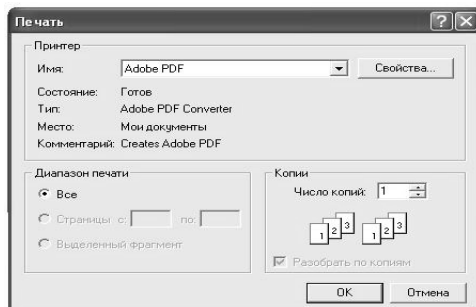 Печать
Принтер
Имя: Adobe PDF Свойства...
Состояние: Готов
Тип: Adobe PDF Converter
Место: Мои документы
Комментарий: Creates Adobe PDF
Диапазон печати
Все
Страницы с: по:
Выделенный фрагмент
Копии
Число копий: 1
1 2 3 1 2 3
Разобрать по копиям
OK Отмена